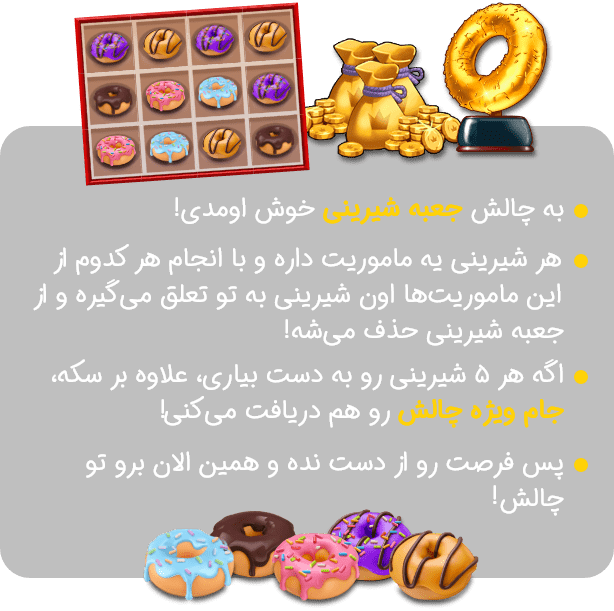 به چالش جعبه شیرینی خوش اومدی!
هر شیرینی یه ماموریت داره و با انجام هر کدوم از
این ماموریت‌ها اون شیرینی به تو تعلق می‌گیره و از
جعبه شیرینی حذف می‌شه!
اگه هر ۵ شیرینی رو به دست بیاری، علاوه بر سکه،
جام ویژه چالش رو هم دریافت می‌کنی!
پس فرصت رو از دست نده و همین الان برو تو
چالش!